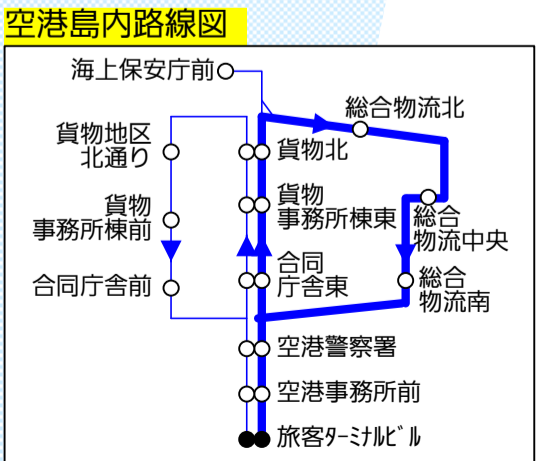 空港島内路線図
海上保安庁前
総合物流北
貨物地区
北通り
貨物北
貨物
事務所棟前
貨物
事務所棟東
総合
物流中央
合同庁舎前
合同
庁舎東
総合
物流南
空港警察署
空港事務所前
旅客ﾀｰﾐﾅﾙﾋﾞﾙ